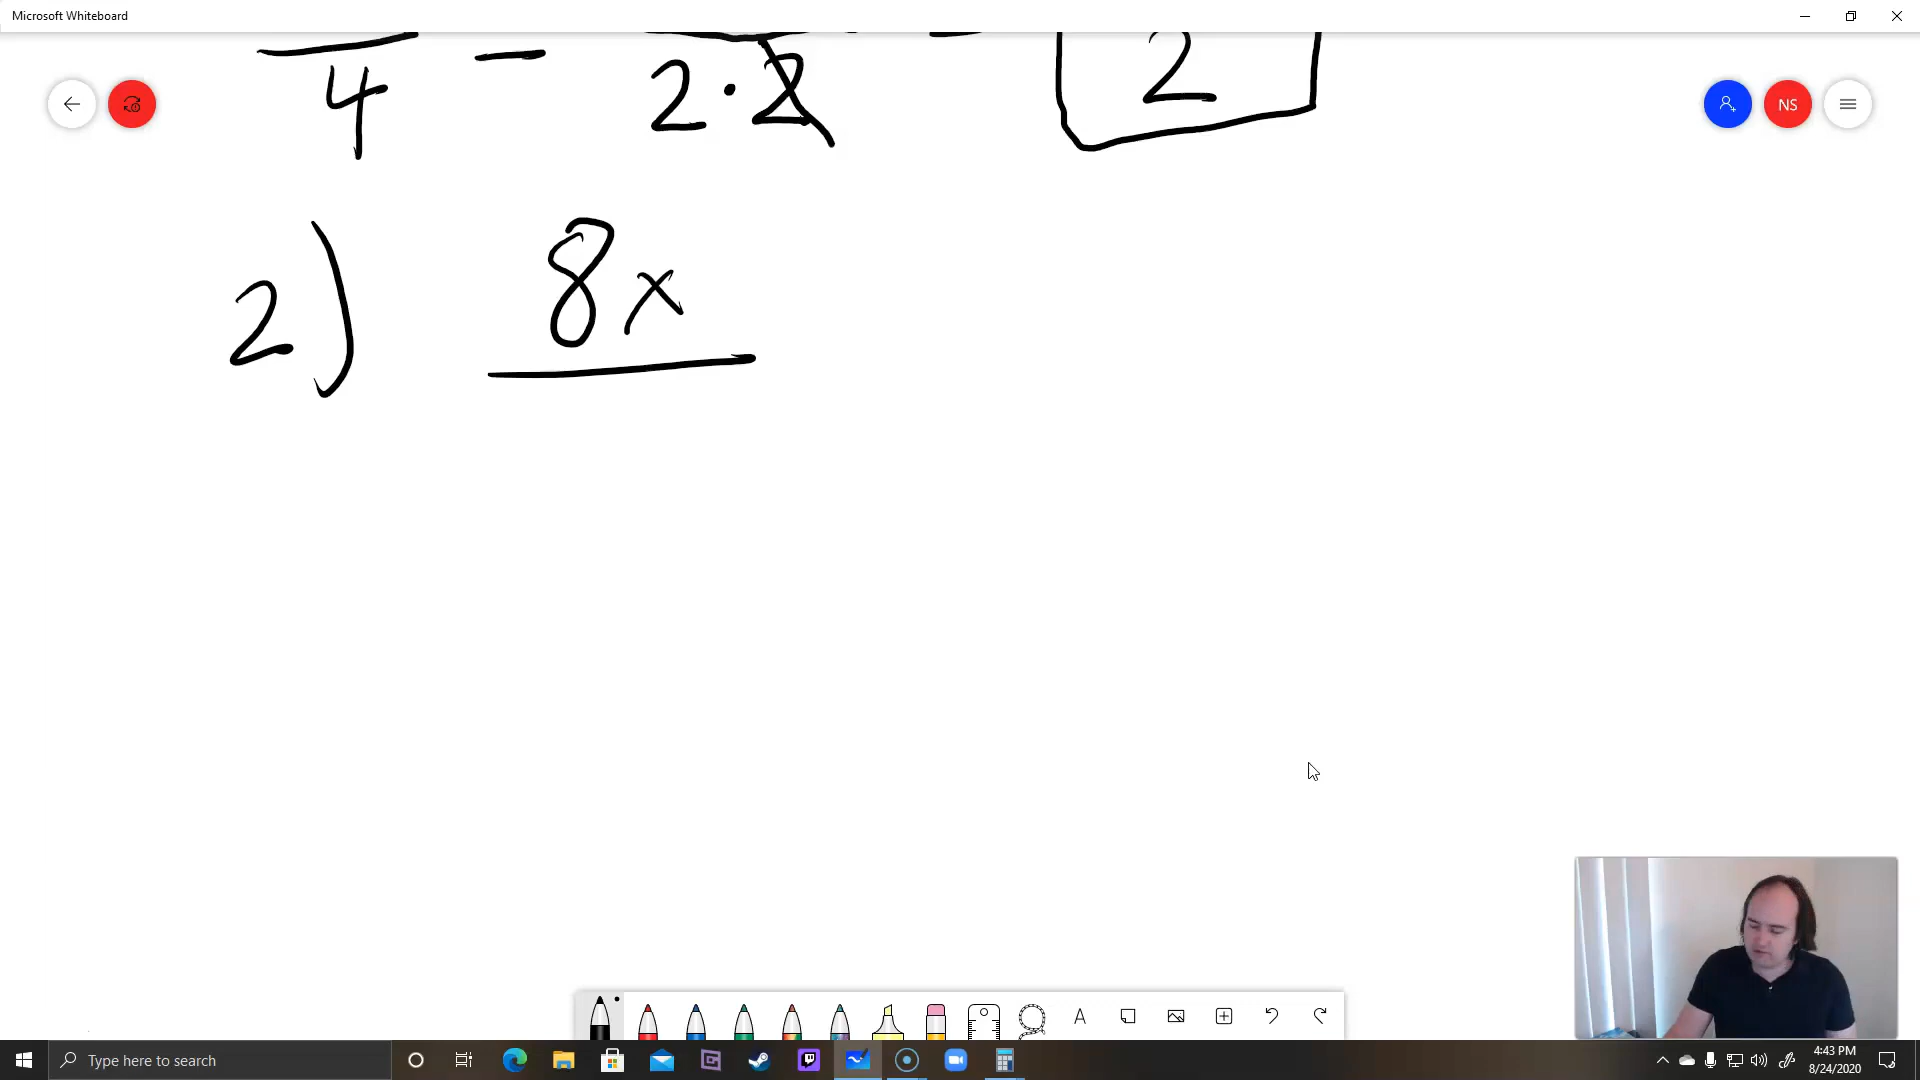 Microsoft Whiteboard
4 - 2·2 - 2
NS
2) 8x
A
Type here to search
4:43 PM
8/24/2020